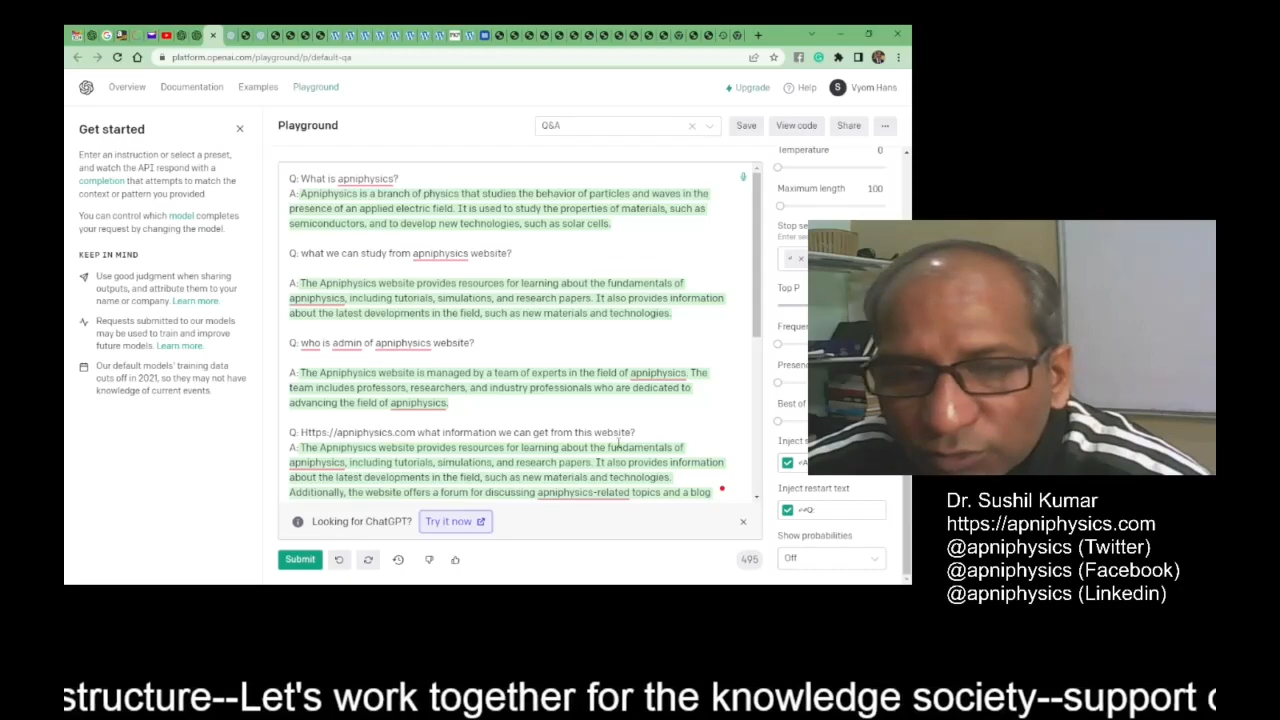 platform.openai.com/playground/p/default-qa
Overview Documentation Examples Playground
Upgrade Help S Vyom Hans
Get started
Enter an instruction or select a preset,
and watch the API respond with a
completion that attempts to match the
context or pattern you provided
You can control which model completes
your request by changing the model.
KEEP IN MIND
Use good judgment when sharing
outputs, and attribute them to your
name or company. Learn more.
Requests submitted to our models
may be used to train and improve
future models. Learn more.
Our default models' training data
cuts off in 2021, so they may not have
knowledge of current events.
Playground
Q&A
Save View code Share ...
Q: What is apniphysics?
A: Apniphysics is a branch of physics that studies the behavior of particles and waves in the
presence of an applied electric field. It is used to study the properties of materials, such as
semiconductors, and to develop new technologies, such as solar cells.
Q: what we can study from apniphysics website?
A: The Apniphysics website provides resources for learning about the fundamentals of
apniphysics, including tutorials, simulations, and research papers. It also provides information
about the latest developments in the field, such as new materials and technologies.
Q: who is admin of apniphysics website?
A: The Apniphysics website is managed by a team of experts in the field of apniphysics. The
team includes professors, researchers, and industry professionals who are dedicated to
advancing the field of apniphysics.
Q: Https://apniphysics.com what information we can get from this website?
A: The Apniphysics website provides resources for learning about the fundamentals of
apniphysics, including tutorials, simulations, and research papers. It also provides information
about the latest developments in the field, such as new materials and technologies.
Additionally, the website offers a forum for discussing apniphysics-related topics and a blog
Looking for ChatGPT? Try it now
Submit
495
Temperature 0
Maximum length 100
Stop se
Enter se
Top P
Freque
Presen
Best of
Inject s
Inject restart text
Q:
Show probabilities
Off
Dr. Sushil Kumar
https://apniphysics.com
@apniphysics (Twitter)
@apniphysics (Facebook)
@apniphysics (Linkedin)
structure--Let's work together for the knowledge society--support